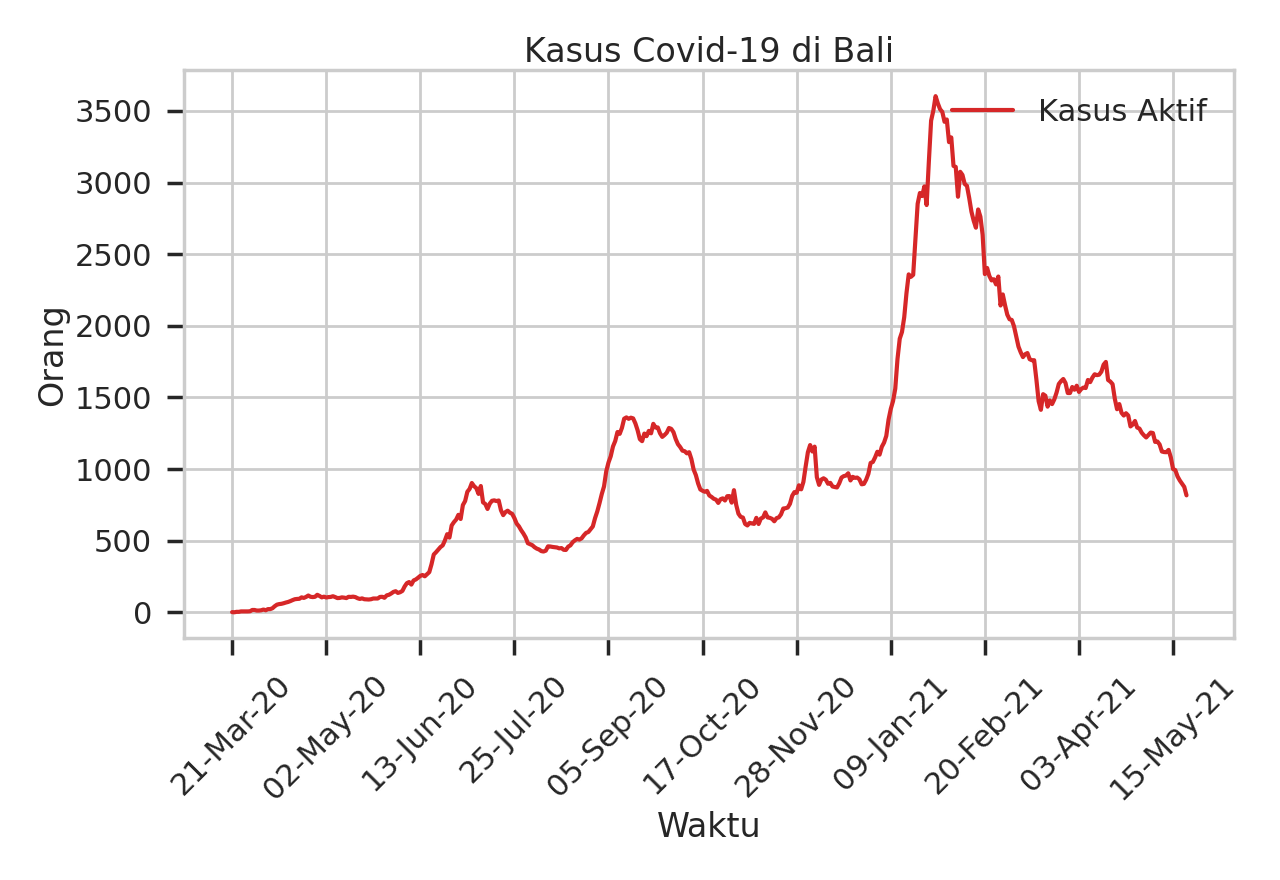 Kasus Covid-19 di Bali
Kasus Aktif
3500
3000
2500
2000
1500
1000
500
0
Orang
21-Mar-20
02-May-20
13-Jun-20
25-Jul-20
05-Sep-20
17-Oct-20
28-Nov-20
09-Jan-21
20-Feb-21
03-Apr-21
15-May-21
Waktu